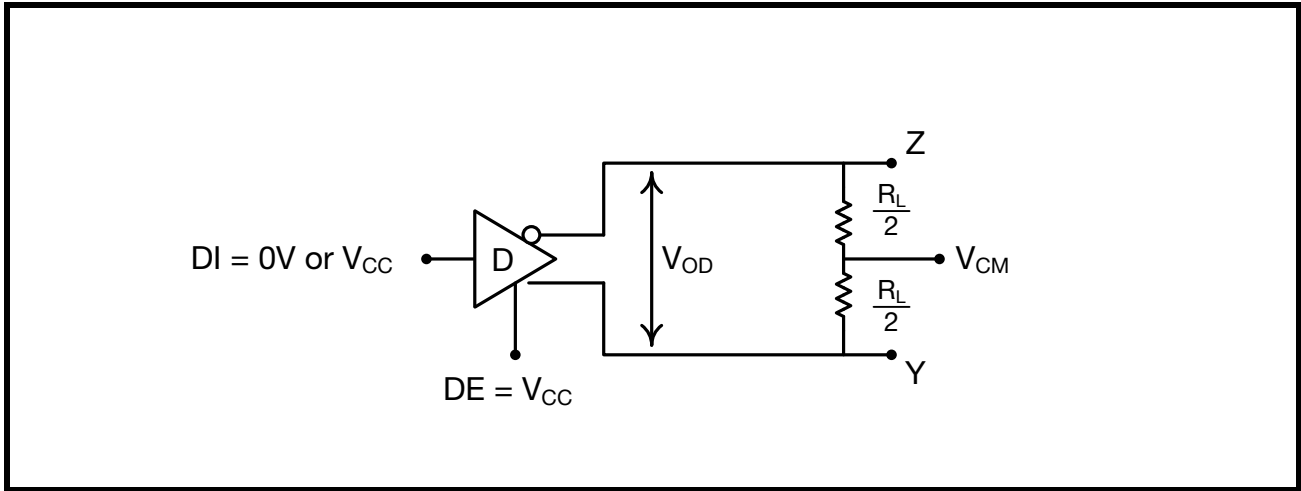 Z
R_L
2
DI = 0V or V_CC
D
V_OD
V_CM
R_L
2
Y
DE = V_CC